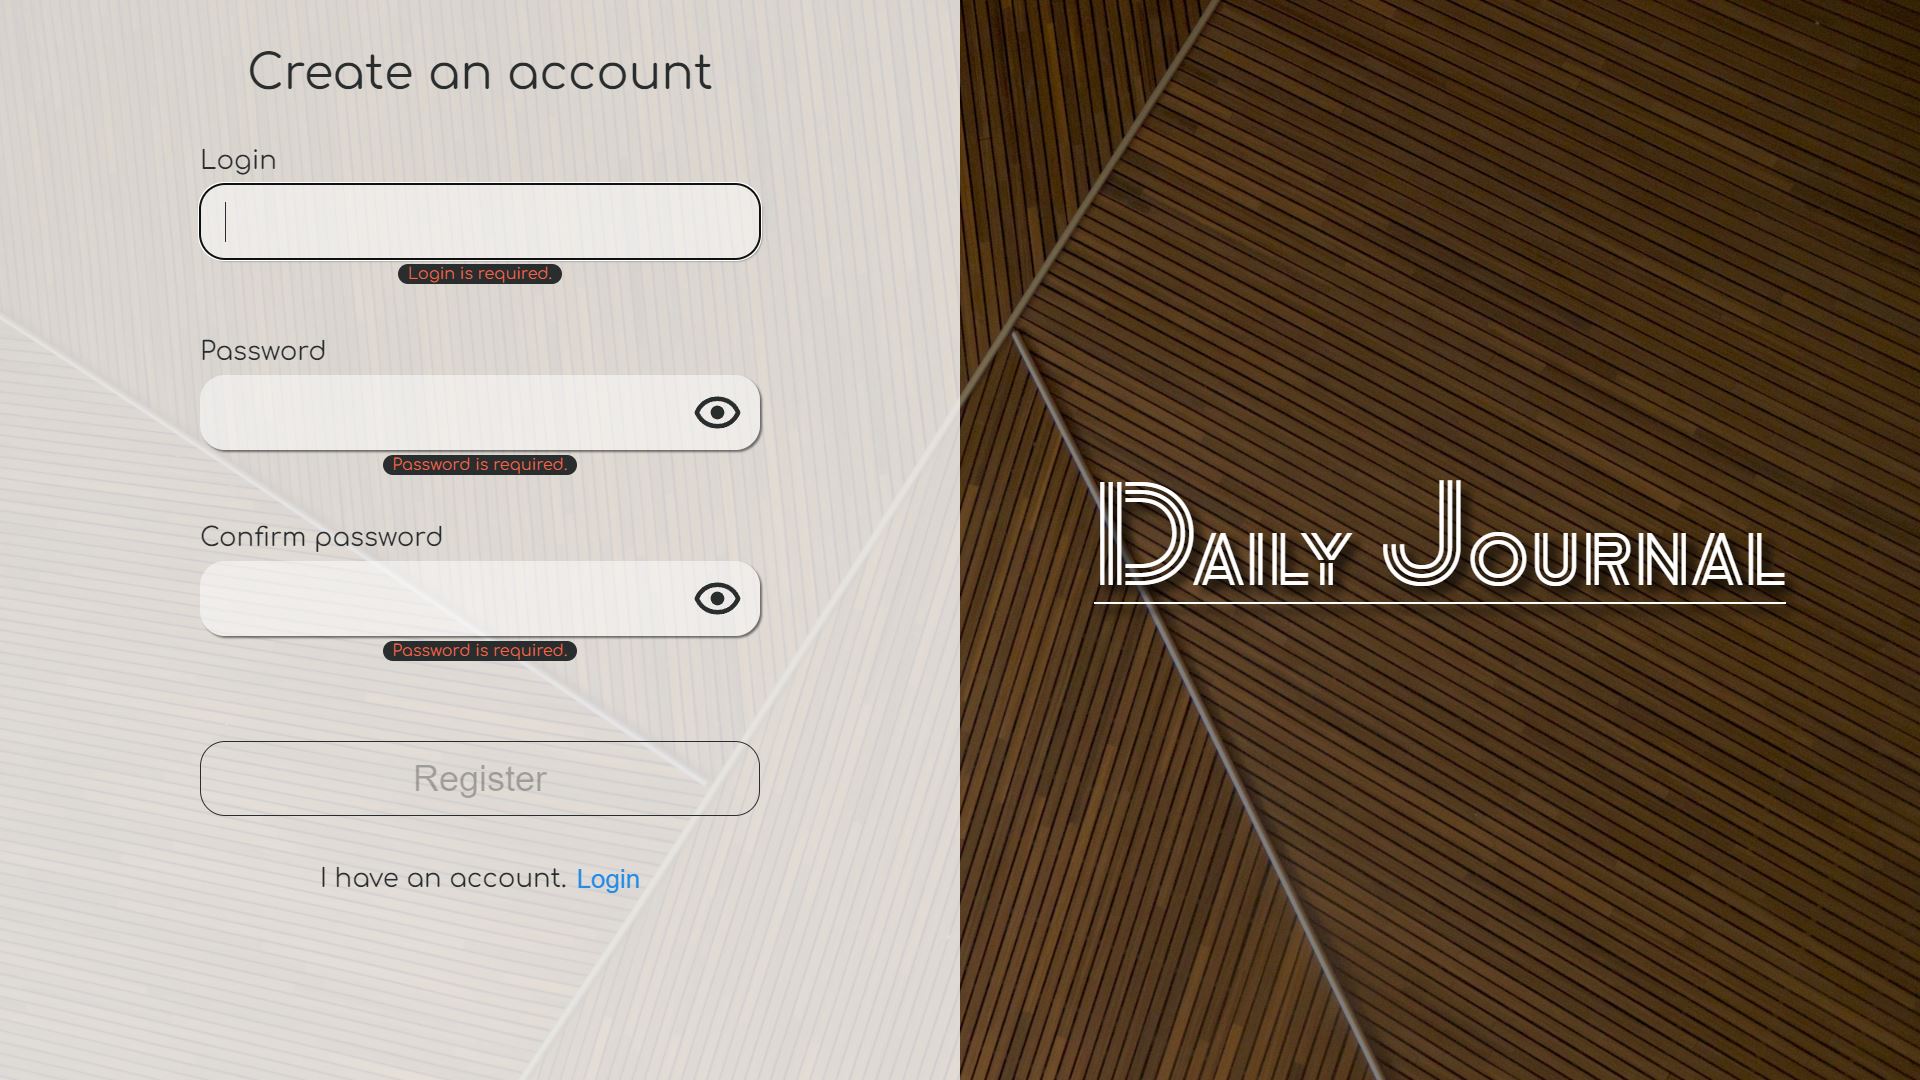 Create an account
Login
Login is required.
Password
Password is required.
Confirm password
Password is required.
Register
I have an account. Login
Daily Journal